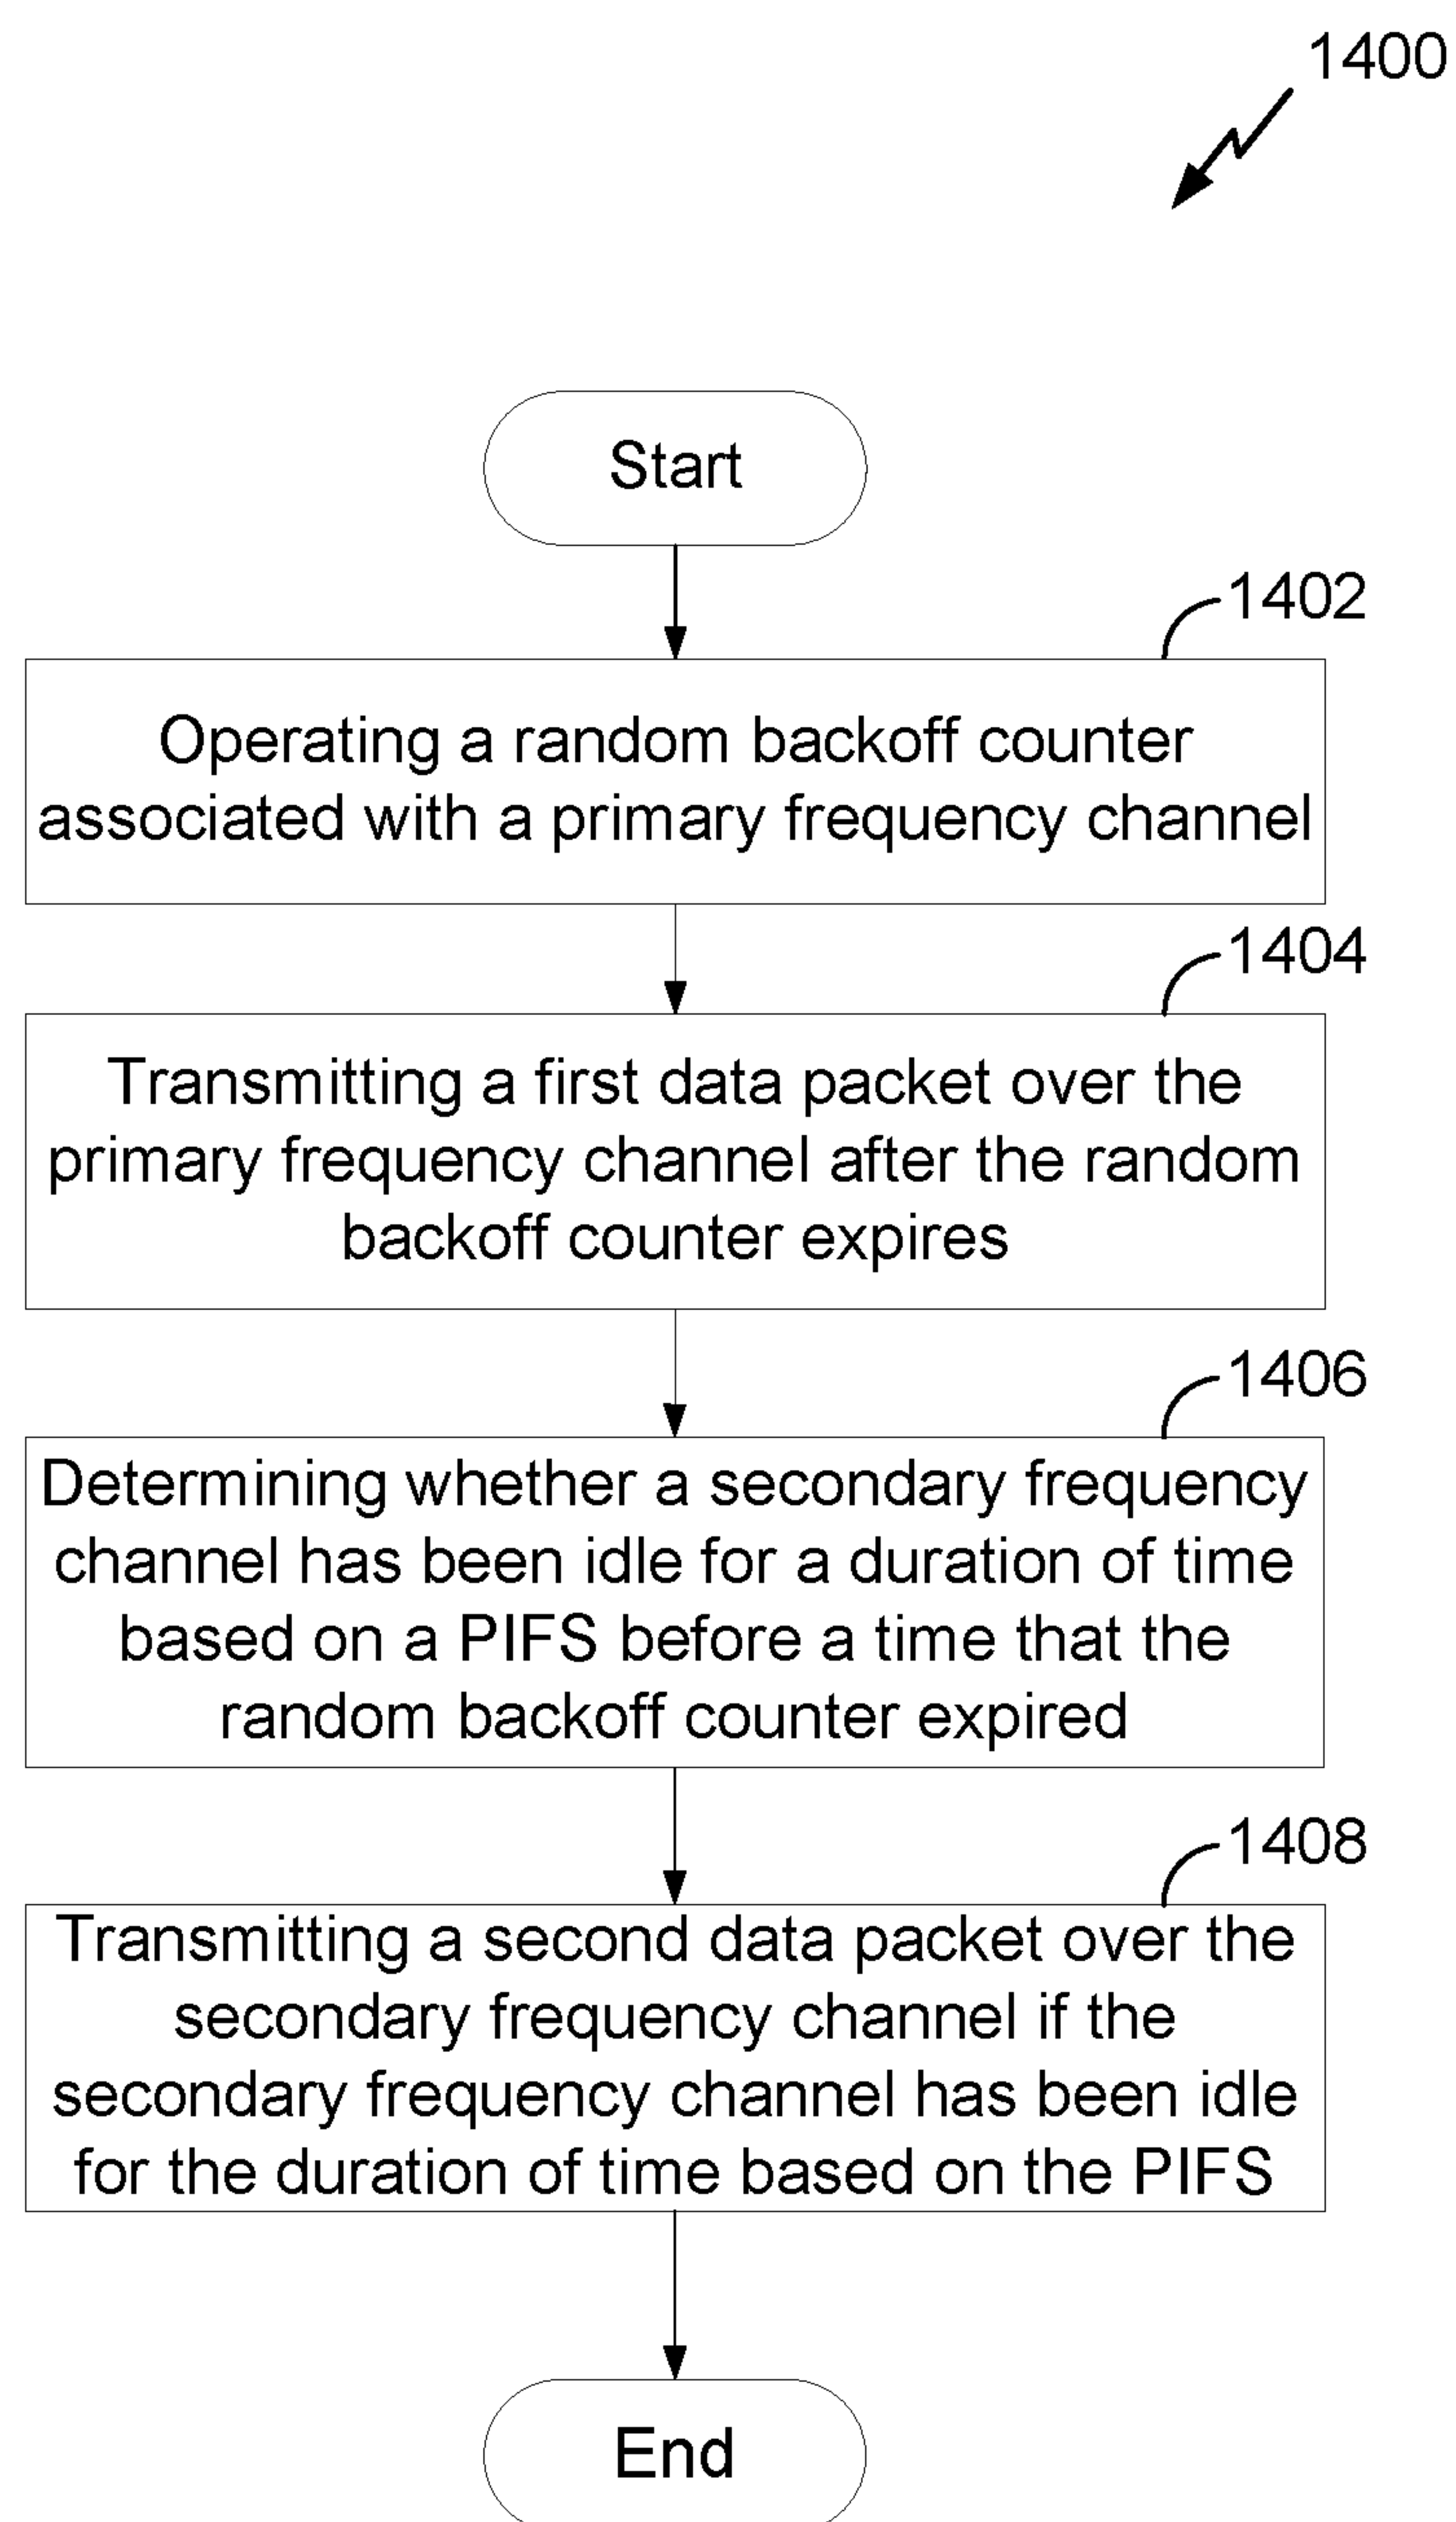 1400
Start
1402
Operating a random backoff counter
associated with a primary frequency channel
1404
Transmitting a first data packet over the
primary frequency channel after the random
backoff counter expires
1406
Determining whether a secondary frequency
channel has been idle for a duration of time
based on a PIFS before a time that the
random backoff counter expired
1408
Transmitting a second data packet over the
secondary frequency channel if the
secondary frequency channel has been idle
for the duration of time based on the PIFS
End